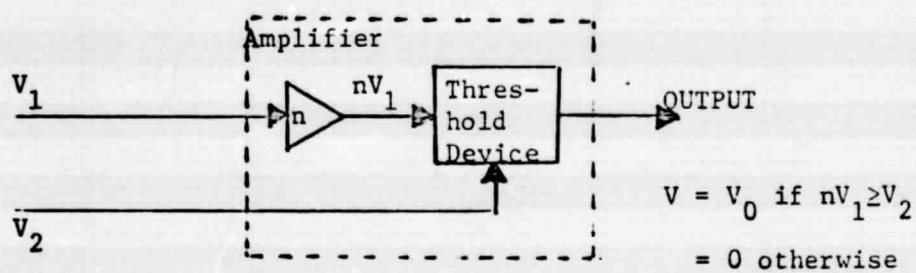 Amplifier
V1
n
nV1
Thres-
hold
Device
OUTPUT
V2
V = V0 if nV1≥V2
= 0 otherwise